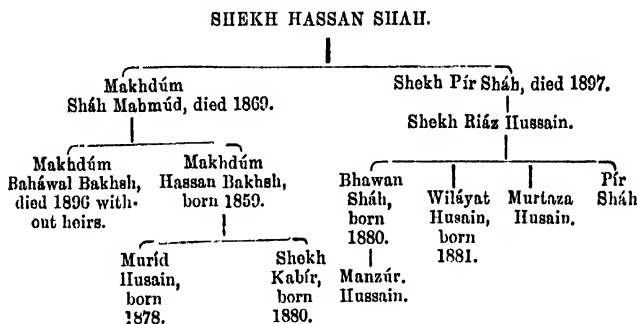 SHEKH HASSAN SHAH.
Makhdúm
Sháh Mahmúd, died 1869.
Shekh Pír Sháh, died 1897.
Shekh Riáz Hussain.
Makhdúm
Baháwal Bakhsh,
died 1896 with-
out heirs.
Makhdúm
Hassan Bakhsh,
born 1859.
Bhawan
Sháh,
born
1880.
Wiláyat
Husain,
born
1881.
Murtaza
Husain.
Pír
Sháh
Muríd
Husain,
born
1878.
Shekh
Kabír,
born
1880.
Manzúr.
Hussain.